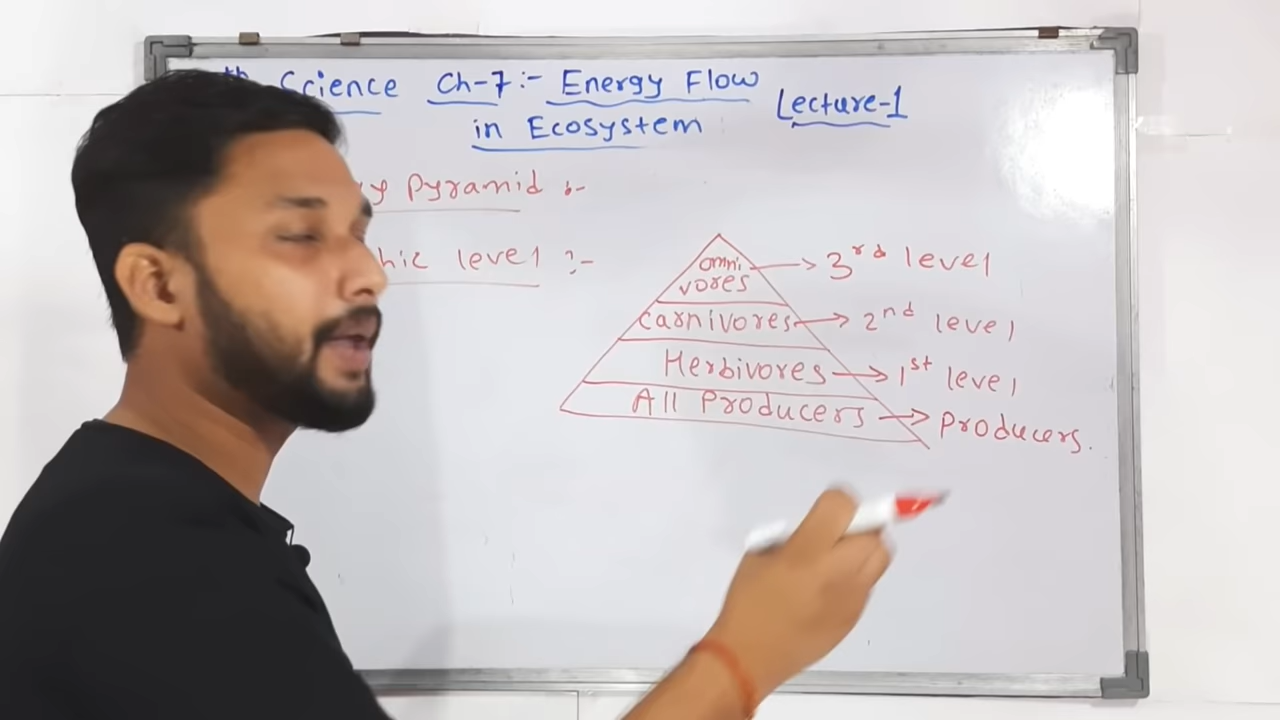 Science Ch-7:- Energy Flow
in Ecosystem
Lecture-1
Pyramid :-
level :-
omni
vores → 3rd level
Carnivores → 2nd level
Herbivores → 1st level
All Producers → Producers.